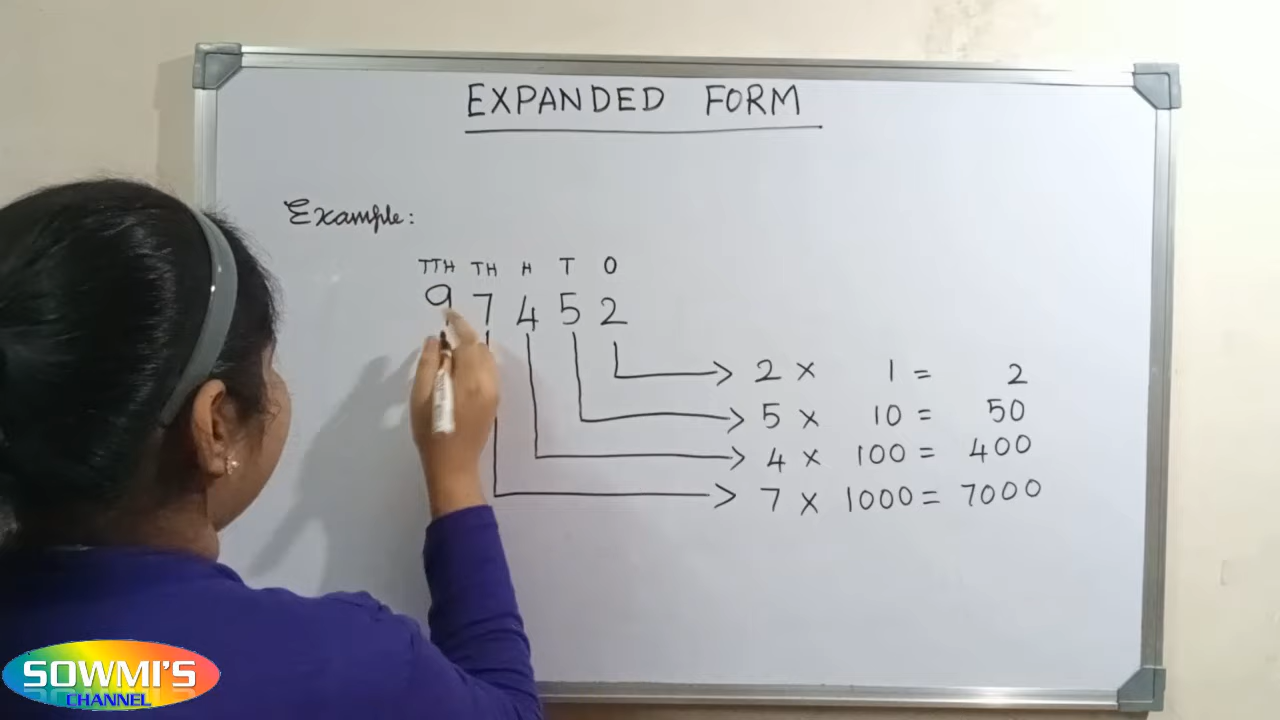 EXPANDED FORM
Example:
TTH TH H T O
9 7 4 5 2
2 × 1 = 2
5 × 10 = 50
4 × 100 = 400
7 × 1000 = 7000
SOWMI'S
CHANNEL